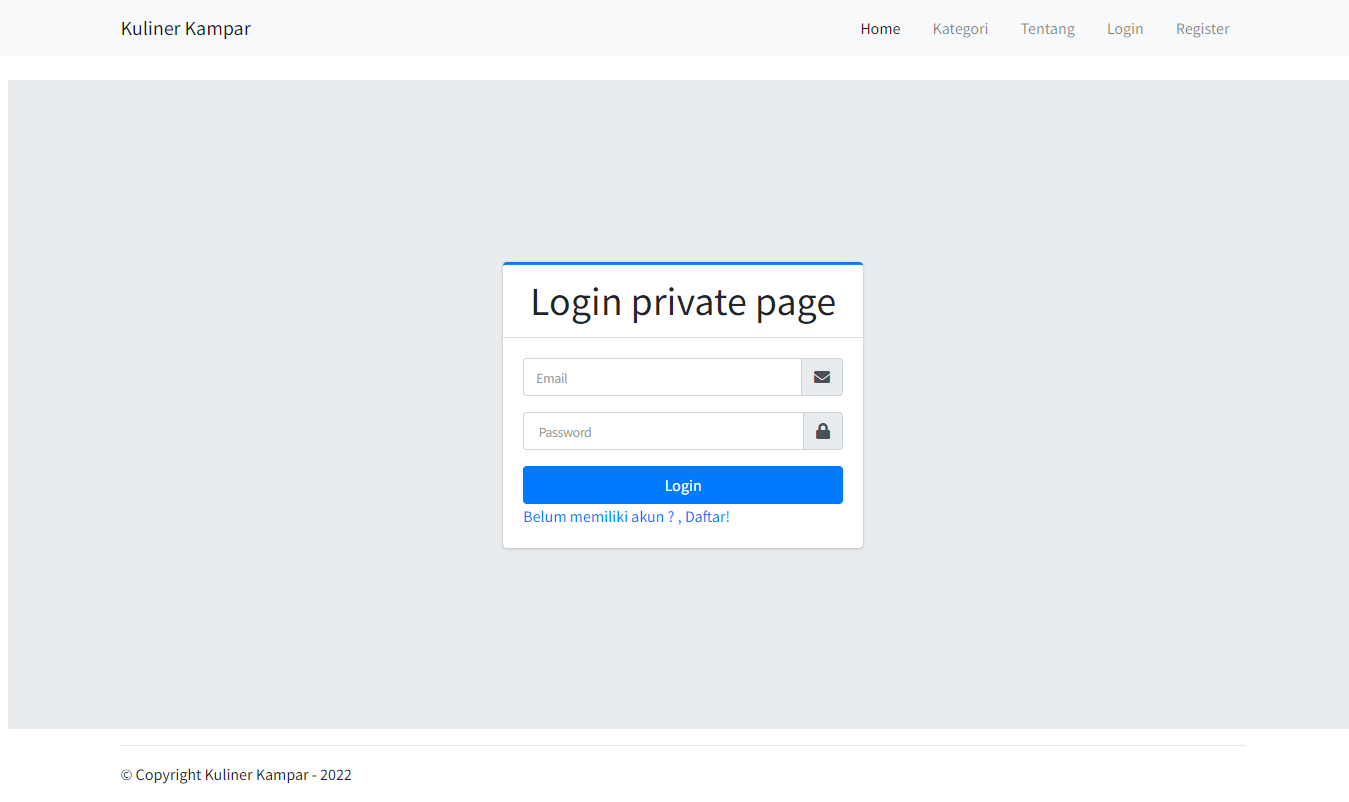 Kuliner Kampar Home Kategori Tentang Login Register
Login private page
Email
Password
Login
Belum memiliki akun ? , Daftar!
© Copyright Kuliner Kampar - 2022